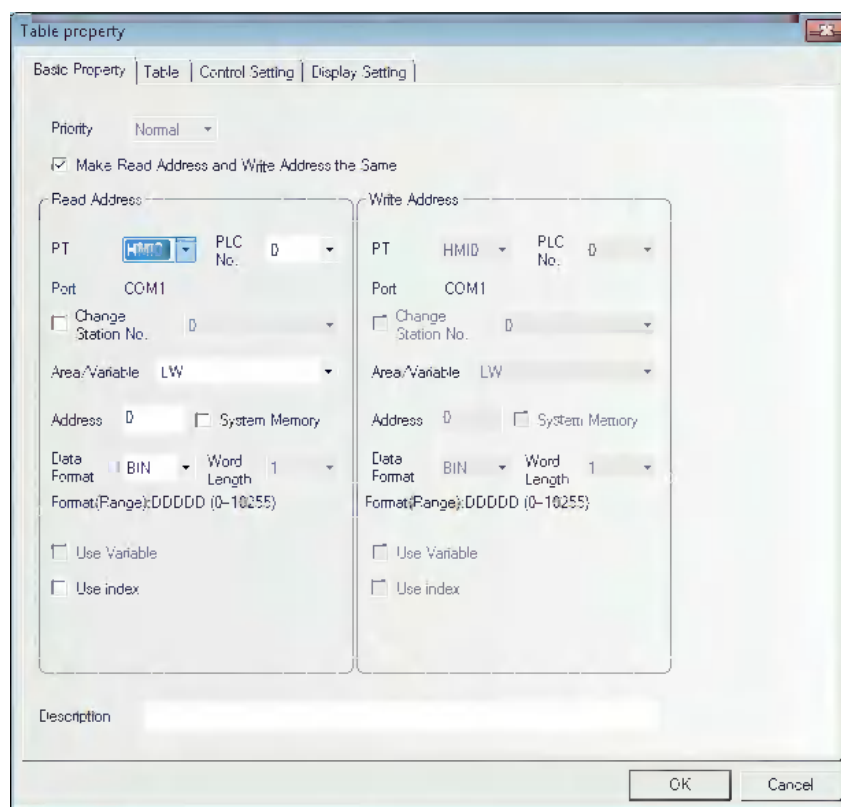 Table property
Basic Property Table Control Setting Display Setting
Priority Normal
Make Read Address and Write Address the Same
Read Address
PT HMI0 PLC No. 0
Port COM1
Change Station No. 0
Area/Variable LW
Address 0 System Memory
Data Format BIN Word Length 1
Format(Range):DDDDD (0~10255)
Use Variable
Use index
Write Address
PT HMI0 PLC No. 0
Port COM1
Change Station No. 0
Area/Variable LW
Address 0 System Memory
Data Format BIN Word Length 1
Format(Range):DDDDD (0~10255)
Use Variable
Use index
Description
OK Cancel